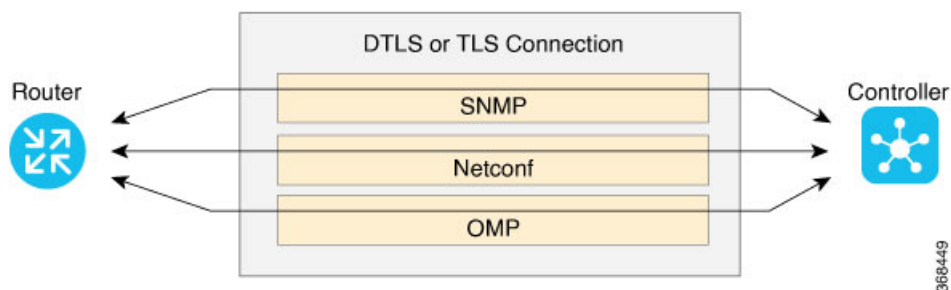 DTLS or TLS Connection
Router
Controller
SNMP
Netconf
OMP
368449